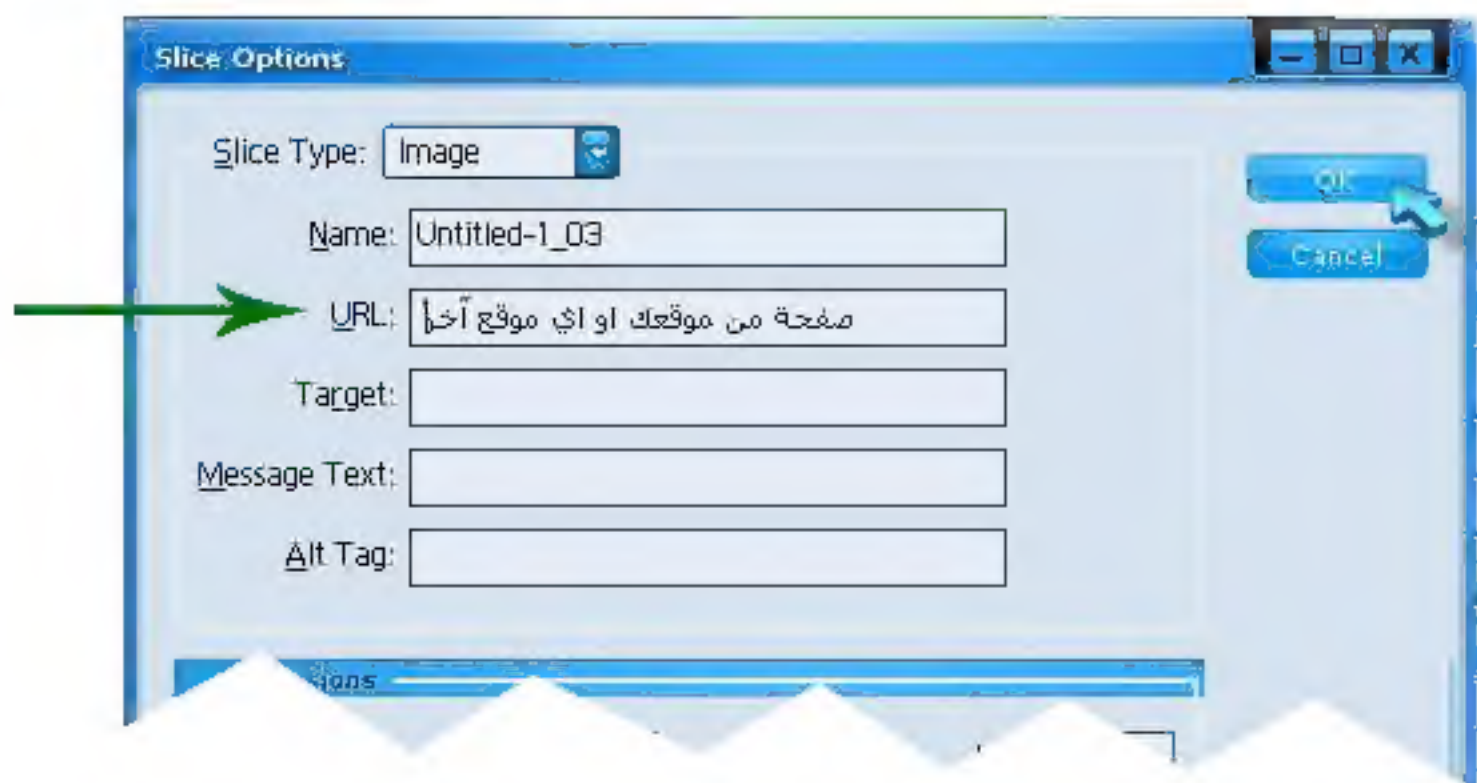 Slice Options
Slice Type: Image
Name: Untitled-1_03
URL: صفحة من موقعك او اي موقع آخر
Target:
Message Text:
Alt Tag:
OK
Cancel